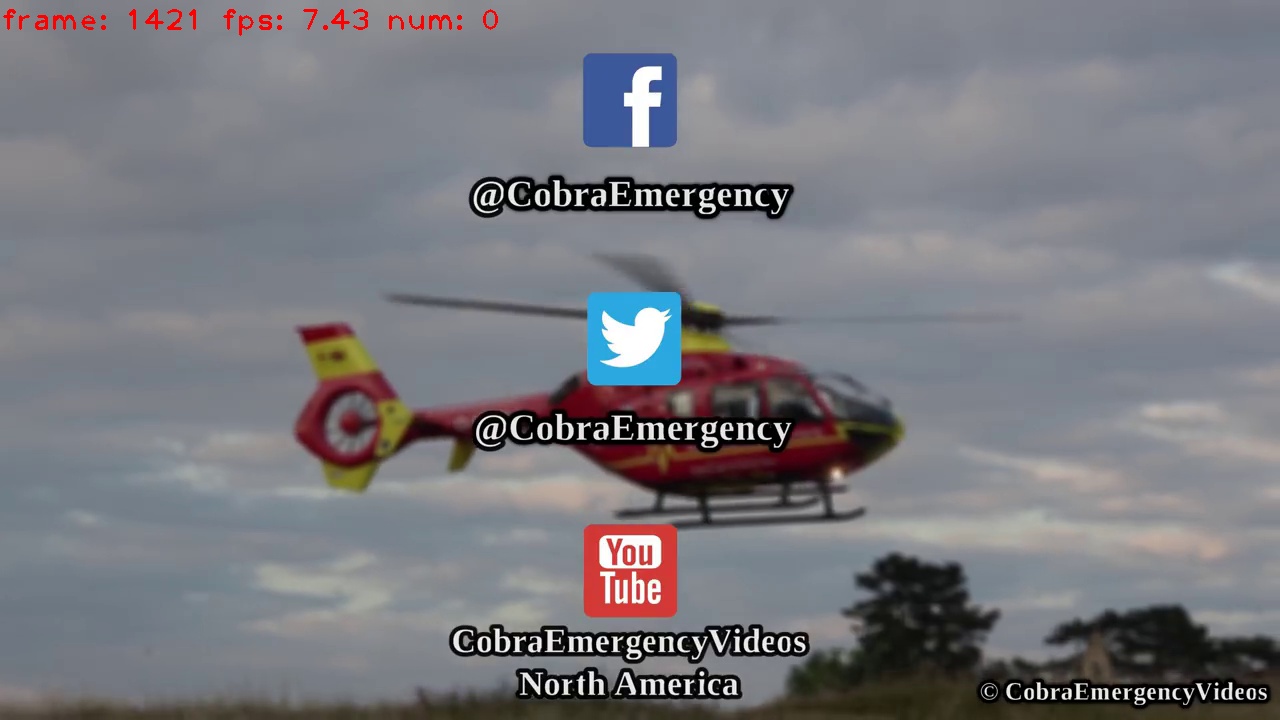 frame: 1421 fps: 7.43 num: 0
f
@CobraEmergency
@CobraEmergency
You
Tube
CobraEmergencyVideos
North America
© CobraEmergencyVideos